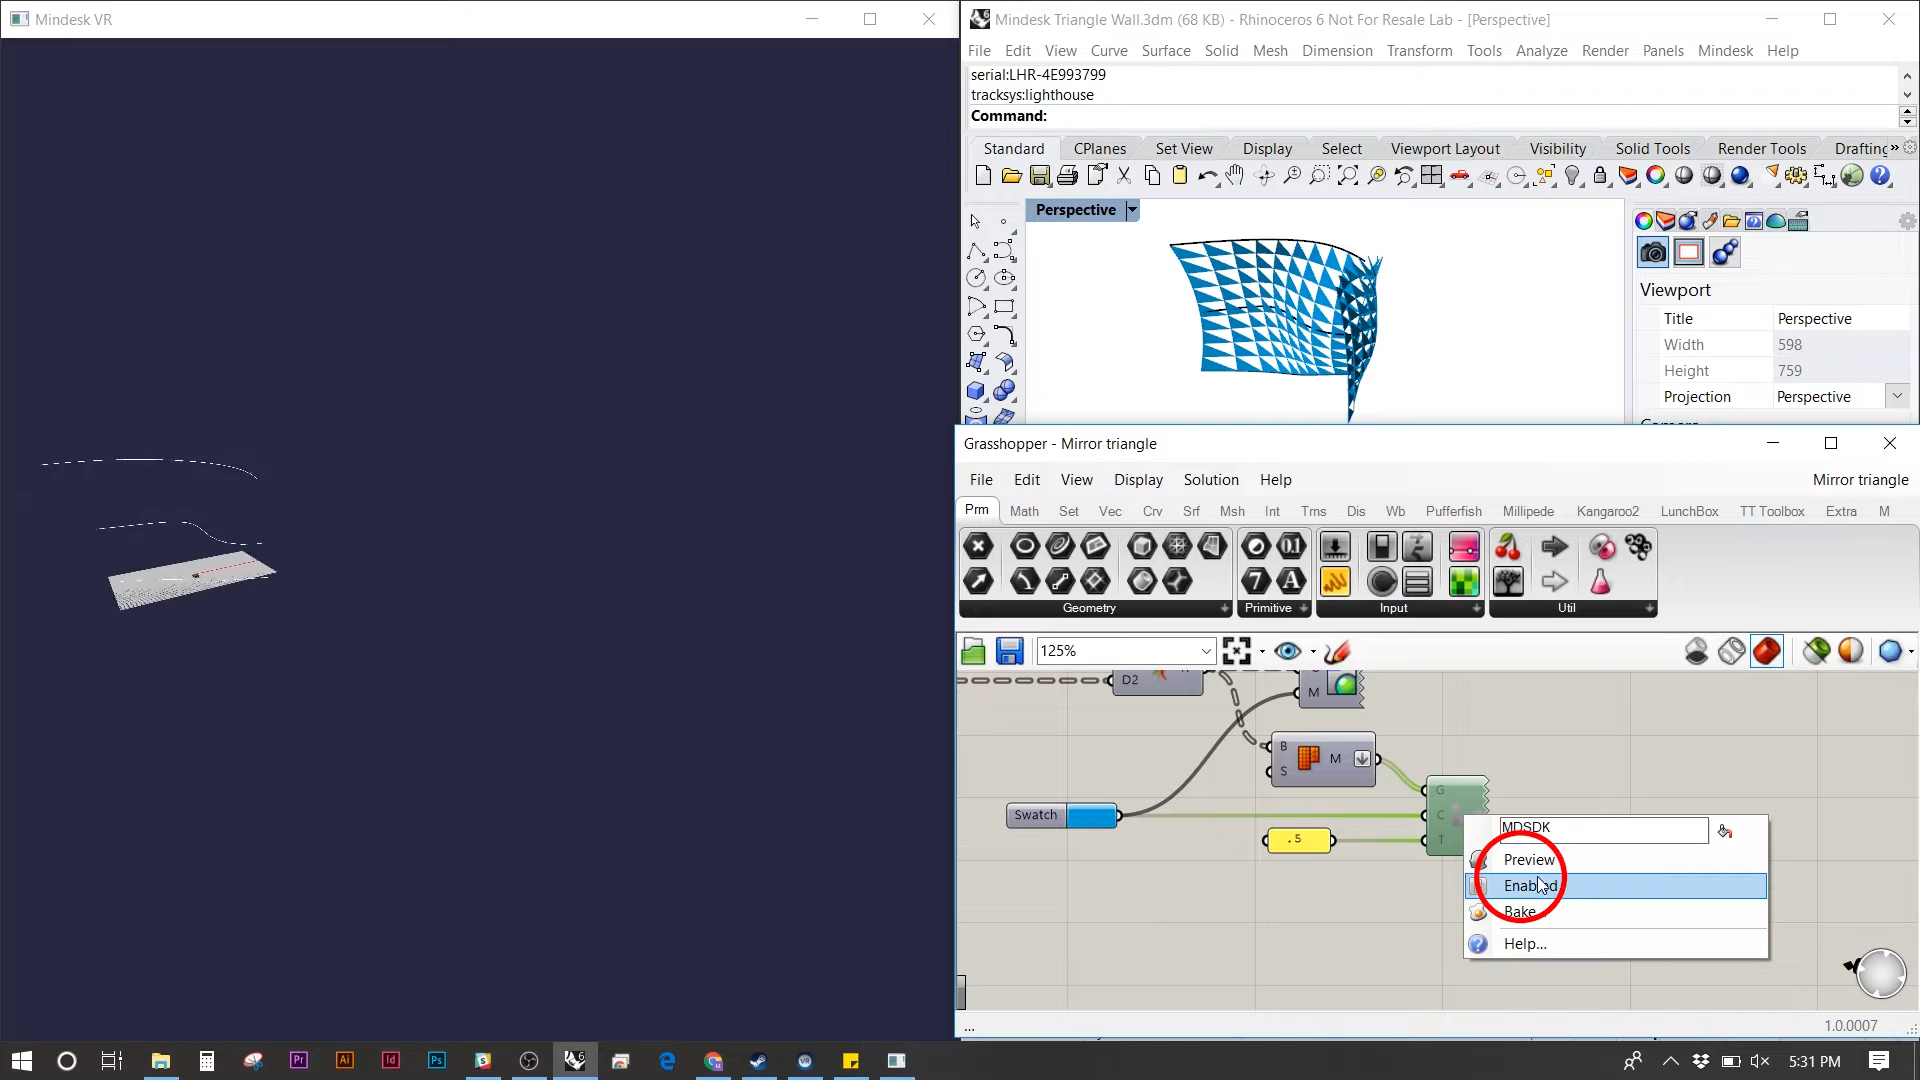 Mindesk VR
Mindesk Triangle Wall.3dm (68 KB) - Rhinoceros 6 Not For Resale Lab - [Perspective]
File Edit View Curve Surface Solid Mesh Dimension Transform Tools Analyze Render Panels Mindesk Help
serial:LHR-4E993799
tracksys:lighthouse
Command:
Standard CPlanes Set View Display Select Viewport Layout Visibility Solid Tools Render Tools Drafting »
Perspective
Viewport
Title Perspective
Width 598
Height 759
Projection Perspective
Grasshopper - Mirror triangle
File Edit View Display Solution Help Mirror triangle
Prm Math Set Vec Crv Srf Msh Int Trns Dis Wb Pufferfish Millipede Kangaroo2 LunchBox TT Toolbox Extra M
Geometry Primitive Input Util
125%
D2
M
B
S
M
Swatch
.5
G
C
T
MDSDK
Preview
Enabled
Bake
Help...
...
1.0.0007
5:31 PM